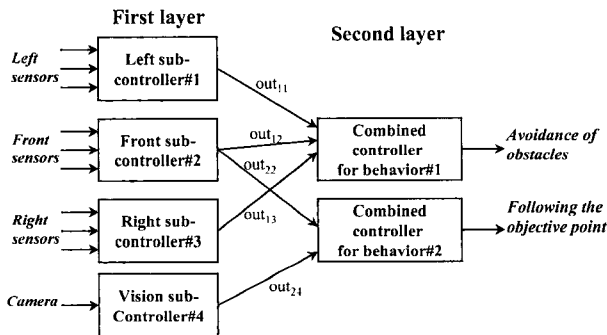 First layer
Second layer
Left
sensors
Left sub-
controller#1
out11
Front
sensors
Front sub-
controller#2
out12
out22
Combined
controller
for behavior#1
Avoidance of
obstacles
Right
sensors
Right sub-
controller#3
out13
Combined
controller
for behavior#2
Following the
objective point
Camera
Vision sub-
Controller#4
out24